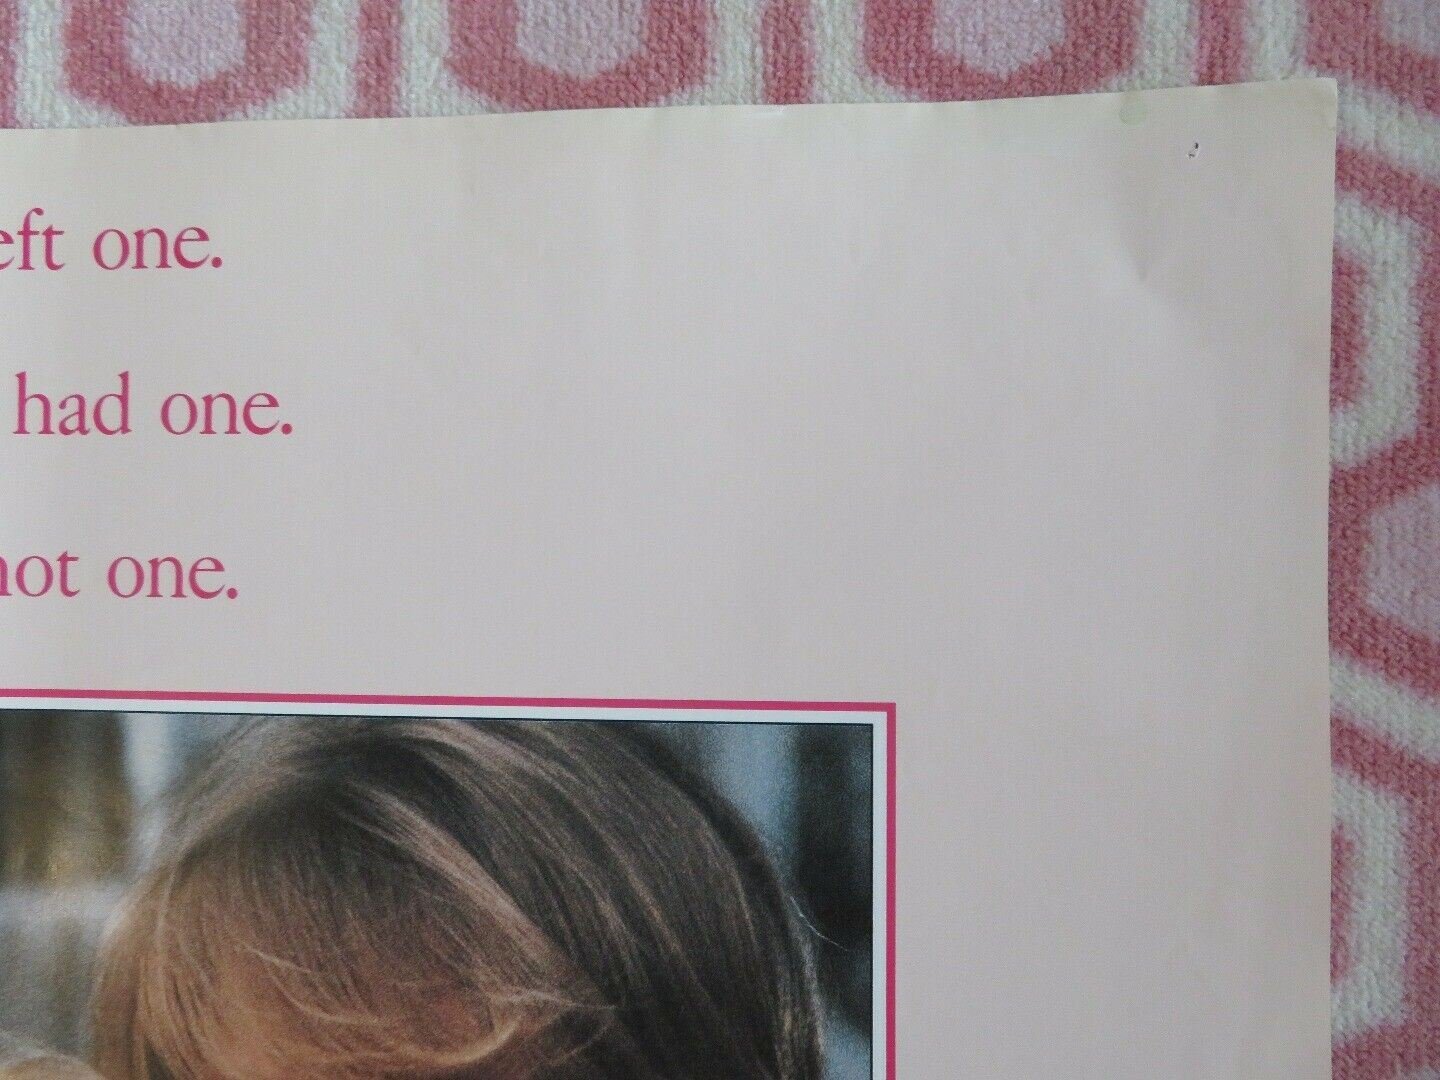 eft one.
had one.
not one.